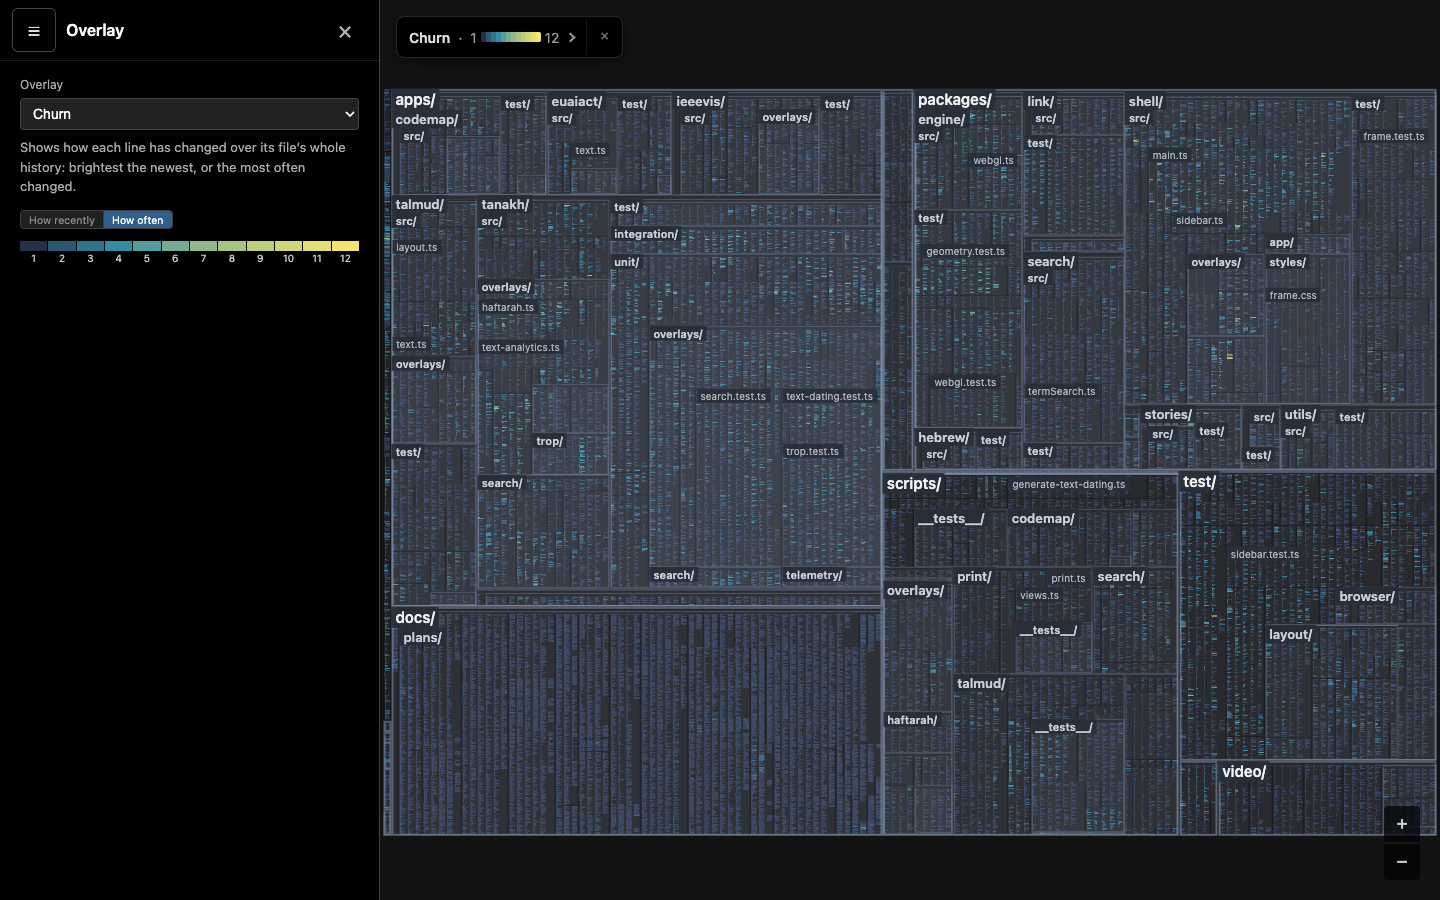 Overlay
Overlay
Churn
Shows how each line has changed over its file's whole
history: brightest the newest, or the most often
changed.
How recently How often
1 2 3 4 5 6 7 8 9 10 11 12
Churn · 1 12
apps/
codemap/
src/
test/
euaiact/
src/
test/
text.ts
ieeevis/
src/
overlays/
test/
talmud/
src/
layout.ts
text.ts
overlays/
test/
tanakh/
src/
overlays/
haftarah.ts
text-analytics.ts
trop/
search/
test/
integration/
unit/
overlays/
search.test.ts
text-dating.test.ts
trop.test.ts
search/
telemetry/
docs/
plans/
packages/
engine/
src/
webgl.ts
test/
geometry.test.ts
webgl.test.ts
hebrew/
src/
test/
link/
src/
test/
search/
src/
termSearch.ts
test/
shell/
src/
main.ts
sidebar.ts
app/
overlays/
styles/
frame.css
test/
frame.test.ts
stories/
src/
test/
src/
test/
utils/
src/
test/
scripts/
generate-text-dating.ts
__tests__/
codemap/
overlays/
print/
print.ts
views.ts
__tests__/
search/
haftarah/
talmud/
__tests__/
test/
sidebar.test.ts
browser/
layout/
video/
+
−